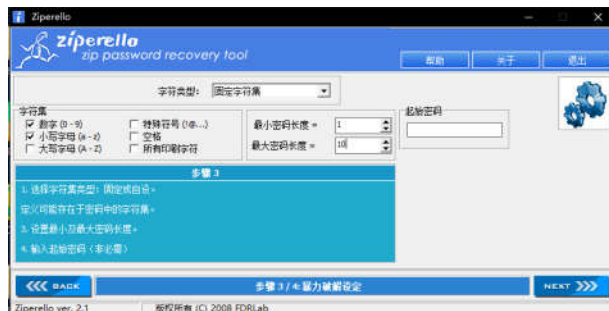 Ziperello
zíperello
zip password recovery tool
帮助 关于 退出
字符类型： 固定字符集
字符集
数字 (0 - 9)
小写字母 (a - z)
大写字母 (A - Z)
特殊符号 (!@...)
空格
所有印刷字符
最小密码长度 = 1
最大密码长度 = 10
起始密码
步骤 3
1. 选择字符集类型：固定或自设。
定义可能存在于密码中的字符集。
3. 设置最小及最大密码长度。
4. 输入起始密码（非必需）
BACK 步骤 3 / 4:暴力破解设定 NEXT
Ziperello ver. 2.1 版权所有 (C) 2008 FDRLab